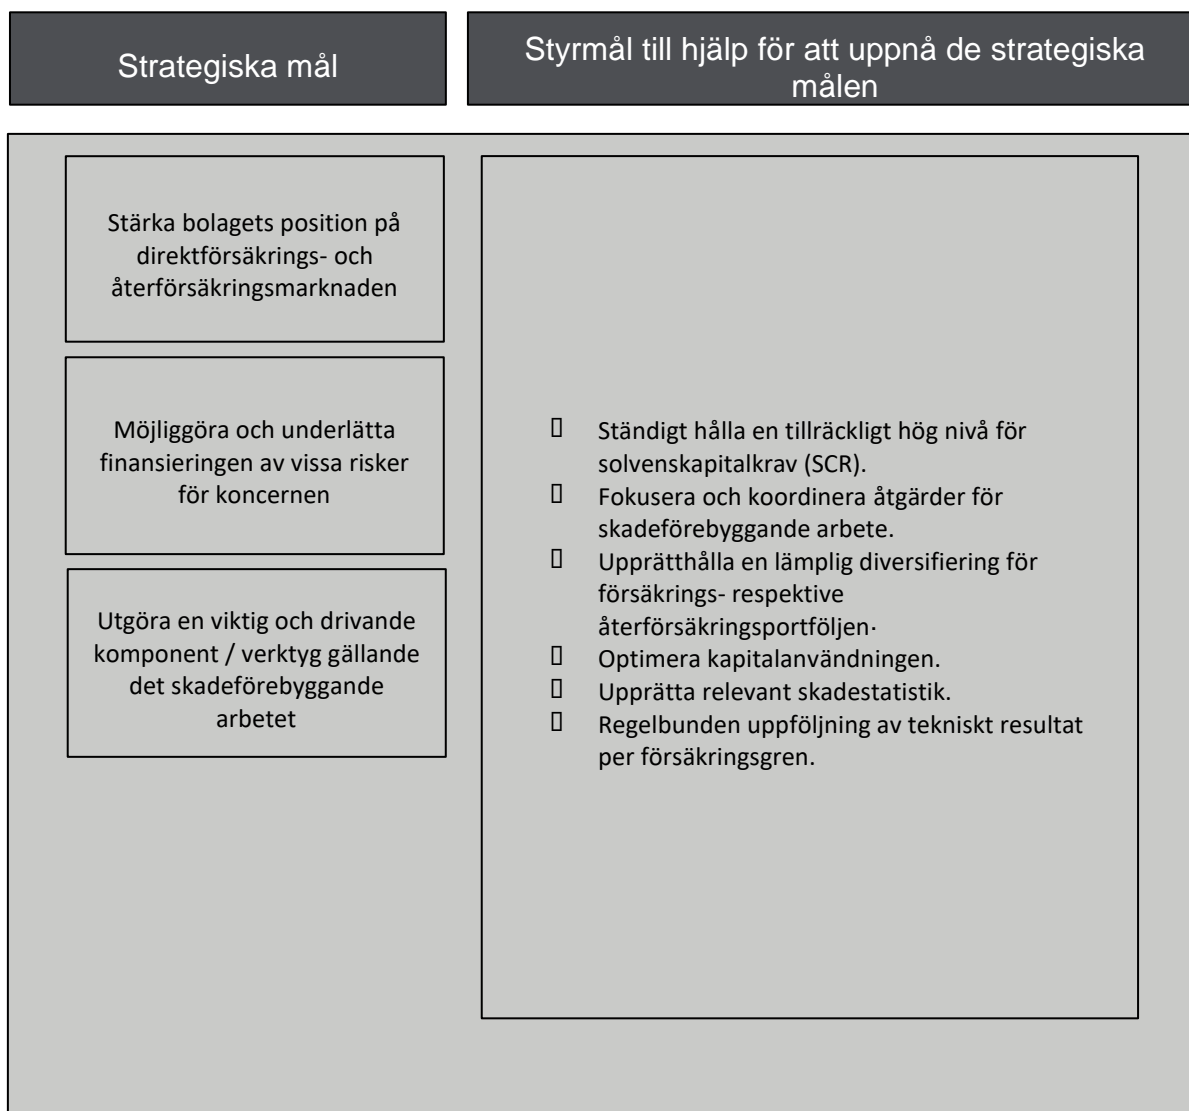 Strategiska mål
Styrmål till hjälp för att uppnå de strategiska
målen
Stärka bolagets position på
direktförsäkrings- och
återförsäkringsmarknaden
Möjliggöra och underlätta
finansieringen av vissa risker
för koncernen
Utgöra en viktig och drivande
komponent / verktyg gällande
det skadeförebyggande
arbetet
▯ Ständigt hålla en tillräckligt hög nivå för
solvenskapitalkrav (SCR).
▯ Fokusera och koordinera åtgärder för
skadeförebyggande arbete.
▯ Upprätthålla en lämplig diversifiering för
försäkrings- respektive
återförsäkringsportföljen·
▯ Optimera kapitalanvändningen.
▯ Upprätta relevant skadestatistik.
▯ Regelbunden uppföljning av tekniskt resultat
per försäkringsgren.